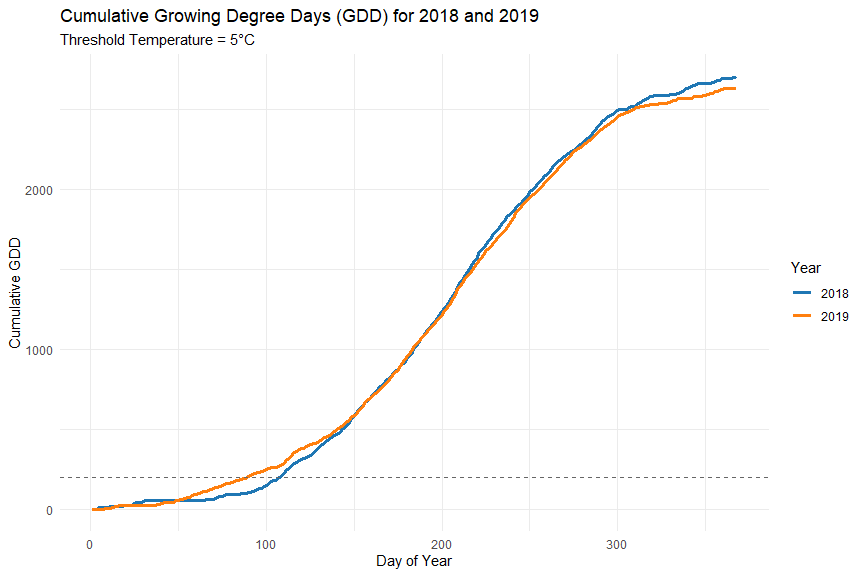 Cumulative Growing Degree Days (GDD) for 2018 and 2019
Threshold Temperature = 5°C
Cumulative GDD
2000
1000
0
0 100 200 300
Day of Year
Year
2018
2019